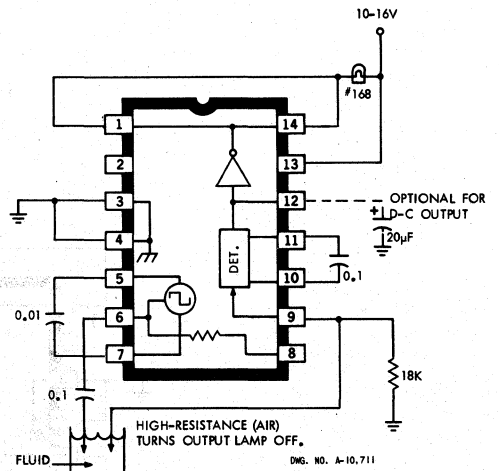 10-16V
#168
1
14
2
13
3
12
OPTIONAL FOR
D-C OUTPUT
+
20µF
4
11
DET.
0.1
5
10
0.01
6
9
7
8
18K
0.1
HIGH-RESISTANCE (AIR)
TURNS OUTPUT LAMP OFF.
FLUID
DWG. NO. A-10,711